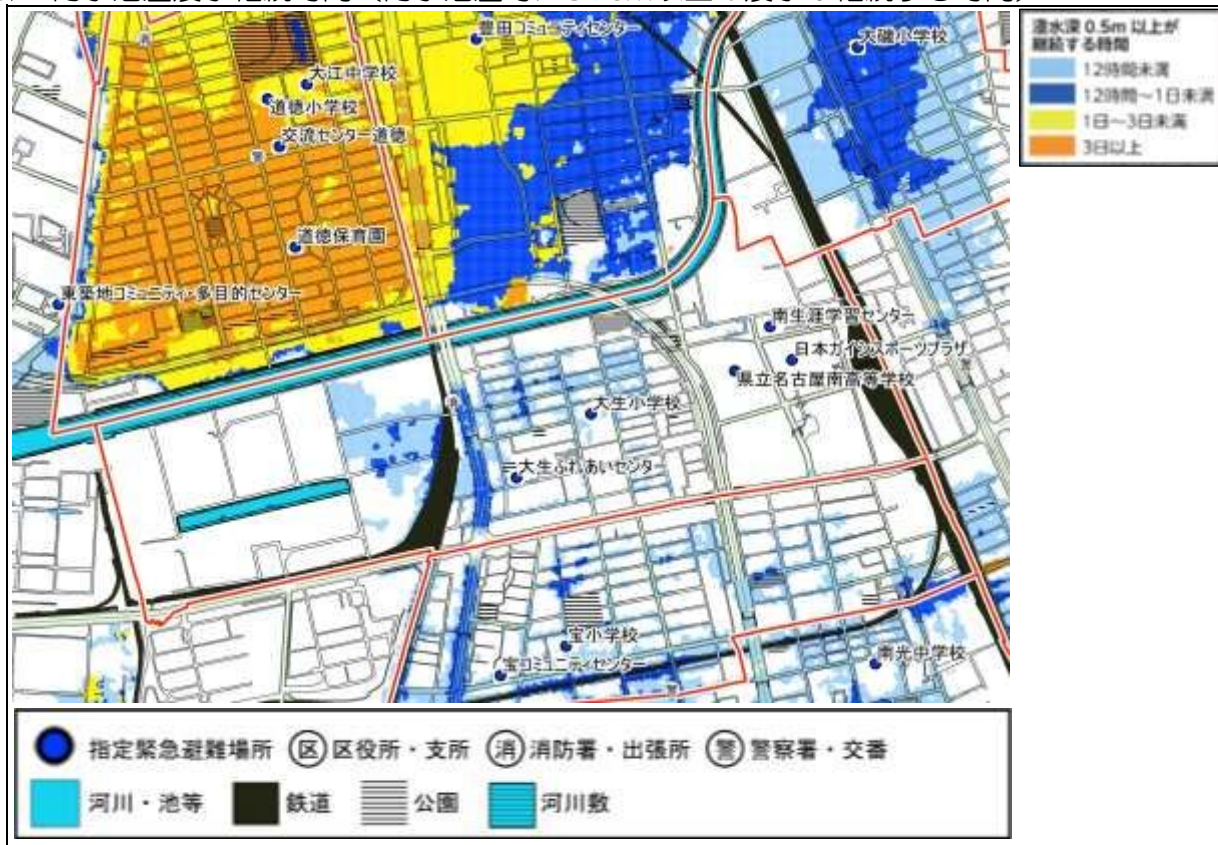 浸水深 0.5m 以上が
継続する時間
12時間未満
12時間～1日未満
1日～3日未満
3日以上
豊田コミュニティセンター
大磯小学校
大江中学校
道徳小学校
交流センター道徳
道徳保育園
東築地コミュニティ・多目的センター
南生涯学習センター
日本ガイシスポーツプラザ
県立名古屋南高等学校
大生小学校
大生ふれあいセンタ
宝小学校
宝コミュニティセンター
南光中学校
指定緊急避難場所 区 区役所・支所 消 消防署・出張所 警 警察署・交番
河川・池等 鉄道 公園 河川敷